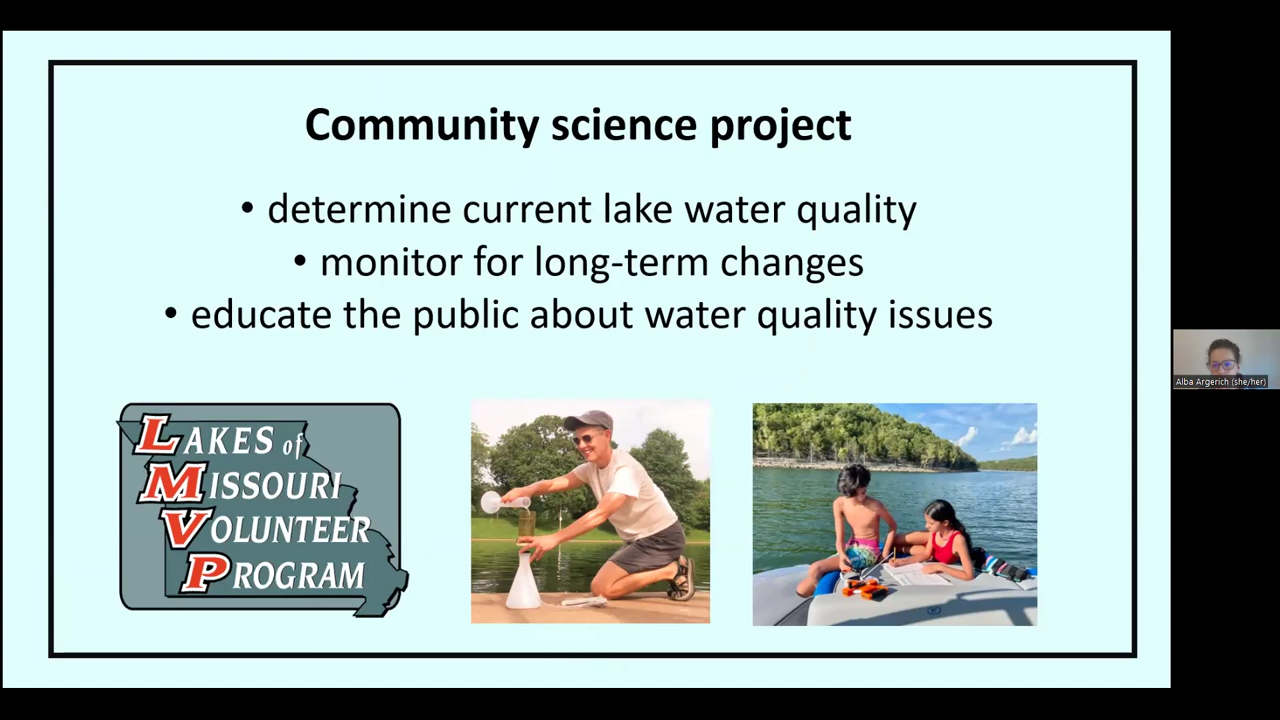 Community science project
• determine current lake water quality
• monitor for long-term changes
• educate the public about water quality issues
LAKES of
MISSOURI
VOLUNTEER
PROGRAM
Alba Argerich (she/her)